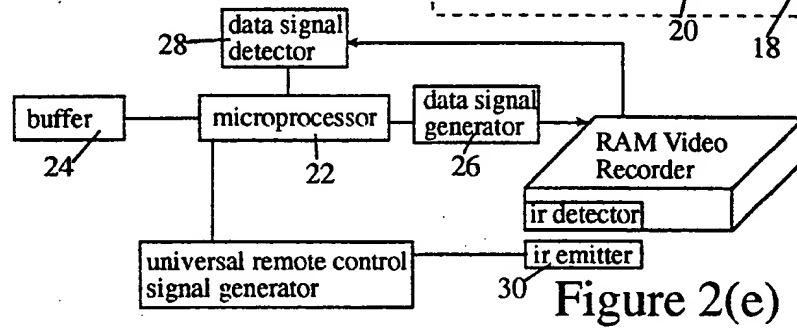 20
18
28
data signal
detector
buffer
24
microprocessor
22
data signal
generator
26
RAM Video
Recorder
ir detector
universal remote control
signal generator
ir emitter
30
Figure 2(e)